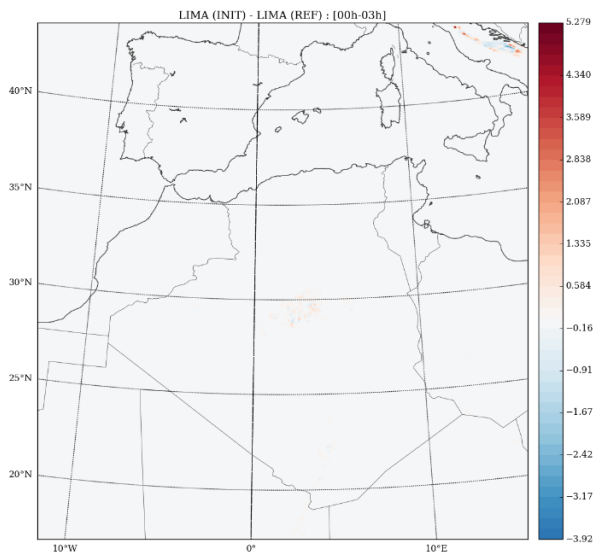 LIMA (INIT) - LIMA (REF) : [00h-03h]
5.279
4.340
3.589
2.838
2.087
1.335
0.584
−0.16
−0.91
−1.67
−2.42
−3.17
−3.92
40°N
35°N
30°N
25°N
20°N
10°W 0° 10°E